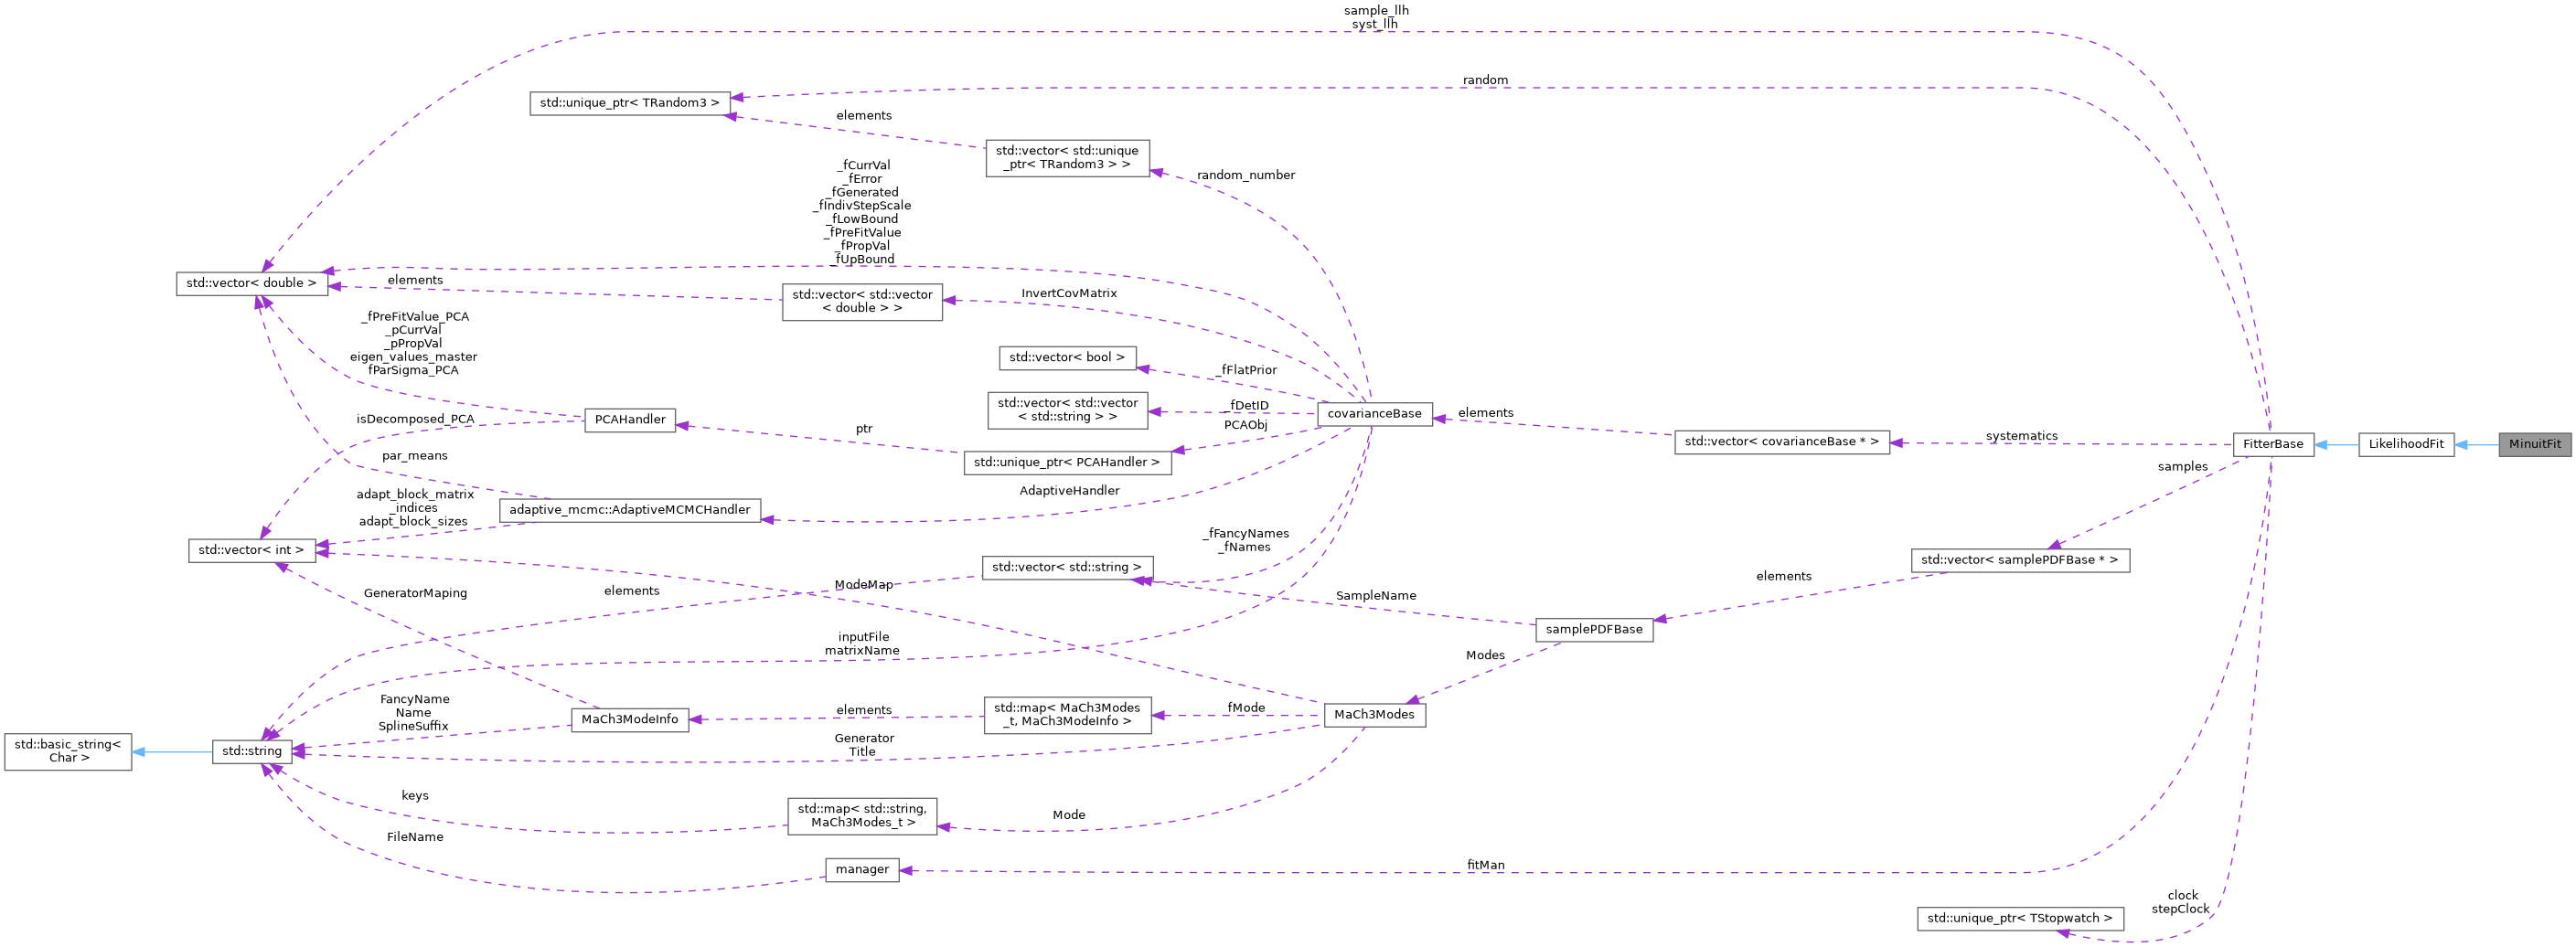 sample_llh
syst_llh
random
std::unique_ptr< TRandom3 >
elements
std::vector< std::unique
_ptr< TRandom3 > >
random_number
_fCurrVal
_fError
_fGenerated
_fIndivStepScale
_fLowBound
_fPreFitValue
_fPropVal
_fUpBound
std::vector< double >
elements
std::vector< std::vector
< double > >
InvertCovMatrix
_fPreFitValue_PCA
_pCurrVal
_pPropVal
eigen_values_master
fParSigma_PCA
std::vector< bool >
_fFlatPrior
std::vector< std::vector
< std::string > >
_fDetID
covarianceBase
elements
isDecomposed_PCA
PCAHandler
ptr
PCAObj
std::unique_ptr< PCAHandler >
std::vector< covarianceBase * >
systematics
FitterBase
LikelihoodFit
MinuitFit
par_means
samples
adapt_block_matrix
_indices
adapt_block_sizes
adaptive_mcmc::AdaptiveMCMCHandler
AdaptiveHandler
std::vector< int >
_fFancyNames
_fNames
std::vector< std::string >
std::vector< samplePDFBase * >
GeneratorMaping
elements
ModeMap
SampleName
elements
samplePDFBase
inputFile
matrixName
Modes
FancyName
Name
SplineSuffix
MaCh3ModeInfo
elements
std::map< MaCh3Modes
_t, MaCh3ModeInfo >
fMode
MaCh3Modes
std::basic_string<
Char >
std::string
Generator
Title
keys
std::map< std::string,
MaCh3Modes_t >
Mode
FileName
manager
fitMan
clock
stepClock
std::unique_ptr< TStopwatch >